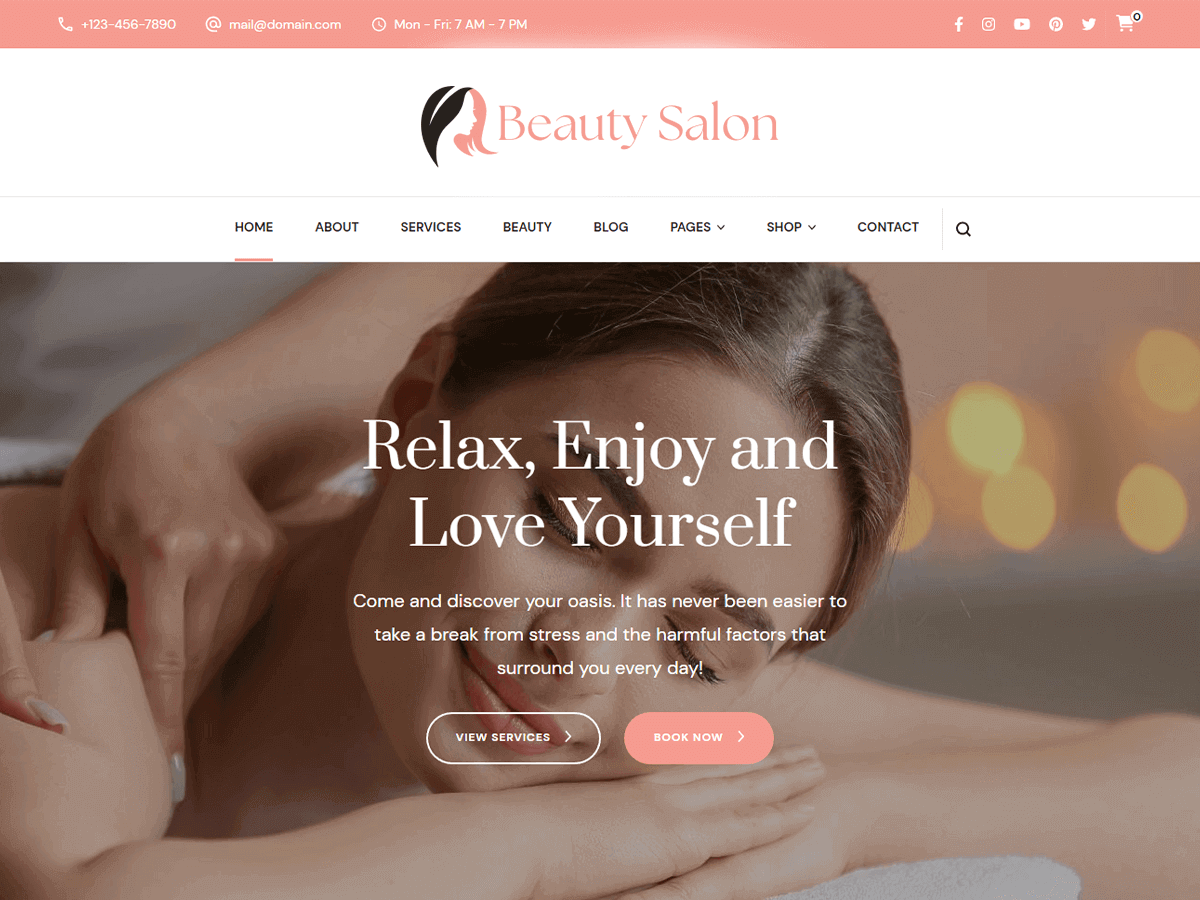 +123-456-7890 mail@domain.com Mon - Fri: 7 AM - 7 PM 0
Beauty Salon
HOME ABOUT SERVICES BEAUTY BLOG PAGES SHOP CONTACT
Relax, Enjoy and
Love Yourself
Come and discover your oasis. It has never been easier to
take a break from stress and the harmful factors that
surround you every day!
VIEW SERVICES BOOK NOW